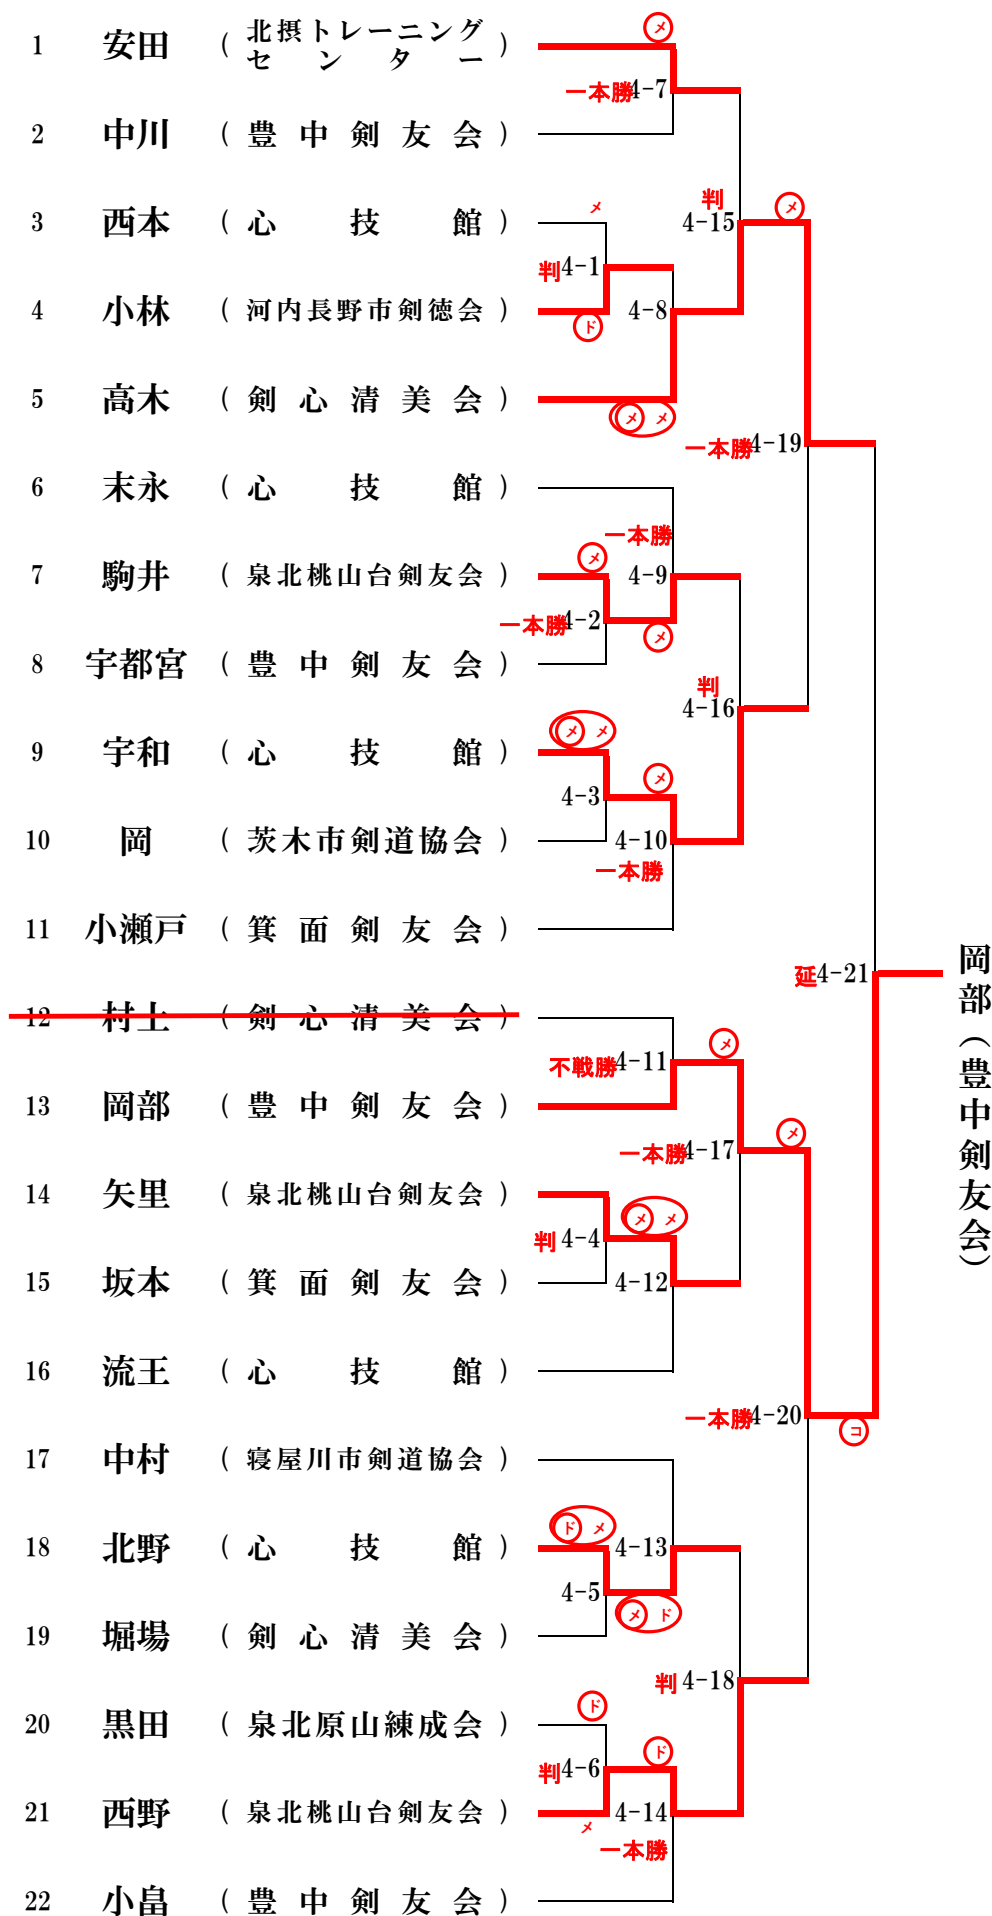 1 安田 ( 北摂トレーニングセンター )
メ
一本勝 4-7
2 中川 ( 豊中剣友会 )
判 4-15 メ
3 西本 ( 心技館 ) メ
判 4-1
4 小林 ( 河内長野市剣徳会 ) ド
4-8
5 高木 ( 剣心清美会 ) メ メ
一本勝 4-19
6 末永 ( 心技館 )
一本勝 4-9
7 駒井 ( 泉北桃山台剣友会 ) メ
一本勝 4-2 メ
8 宇都宮 ( 豊中剣友会 )
判 4-16
9 宇和 ( 心技館 ) メ メ
4-3 メ
10 岡 ( 茨木市剣道協会 )
4-10 一本勝
11 小瀬戸 ( 箕面剣友会 )
延 4-21
岡部(豊中剣友会)
12 村上 ( 剣心清美会 )
不戦勝 4-11 メ
13 岡部 ( 豊中剣友会 )
一本勝 4-17 メ
14 矢里 ( 泉北桃山台剣友会 )
判 4-4 メ メ
15 坂本 ( 箕面剣友会 )
4-12
16 流王 ( 心技館 )
一本勝 4-20 コ
17 中村 ( 寝屋川市剣道協会 )
18 北野 ( 心技館 ) ド メ
4-13
4-5 メ ド
19 堀場 ( 剣心清美会 )
判 4-18
20 黒田 ( 泉北原山練成会 ) ド
判 4-6 ド
21 西野 ( 泉北桃山台剣友会 ) メ
4-14 一本勝
22 小畠 ( 豊中剣友会 )